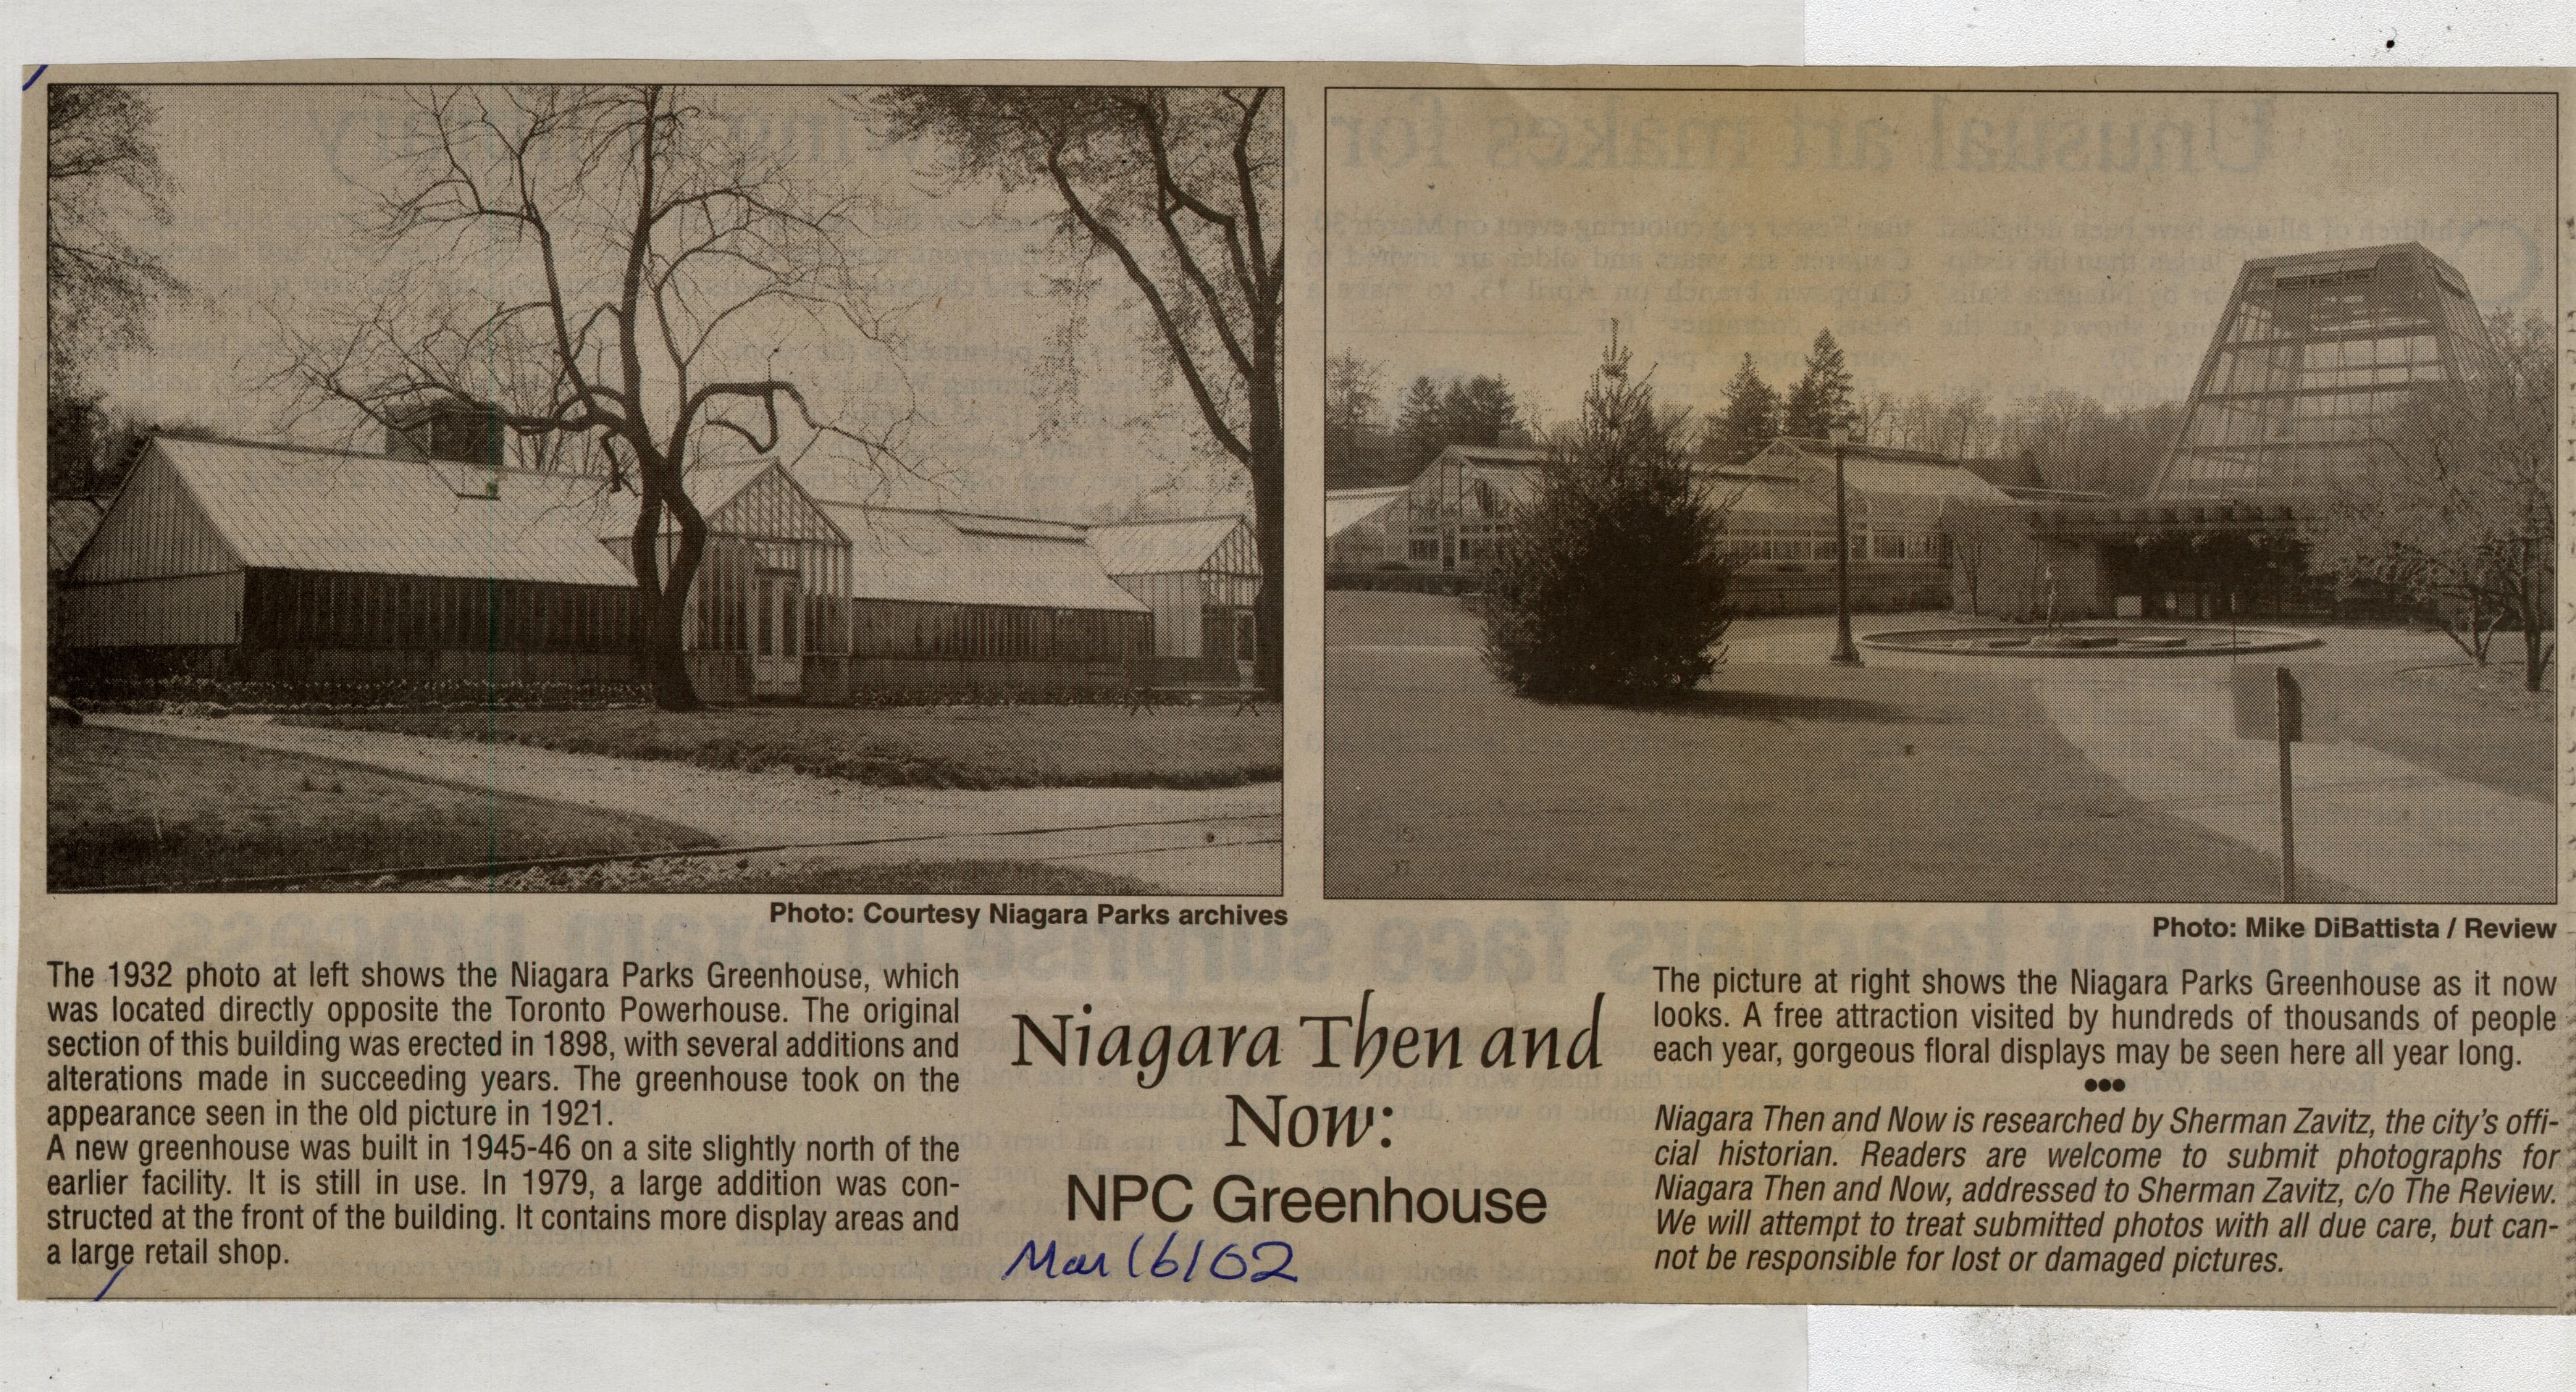 Photo: Courtesy Niagara Parks archives
Photo: Mike DiBattista / Review
The 1932 photo at left shows the Niagara Parks Greenhouse, which
was located directly opposite the Toronto Powerhouse. The original
section of this building was erected in 1898, with several additions and
alterations made in succeeding years. The greenhouse took on the
appearance seen in the old picture in 1921.
A new greenhouse was built in 1945-46 on a site slightly north of the
earlier facility. It is still in use. In 1979, a large addition was con-
structed at the front of the building. It contains more display areas and
a large retail shop.
Niagara Then and
Now:
NPC Greenhouse
Mar 16/02
The picture at right shows the Niagara Parks Greenhouse as it now
looks. A free attraction visited by hundreds of thousands of people
each year, gorgeous floral displays may be seen here all year long.
•••
Niagara Then and Now is researched by Sherman Zavitz, the city's offi-
cial historian. Readers are welcome to submit photographs for
Niagara Then and Now, addressed to Sherman Zavitz, c/o The Review.
We will attempt to treat submitted photos with all due care, but can-
not be responsible for lost or damaged pictures.